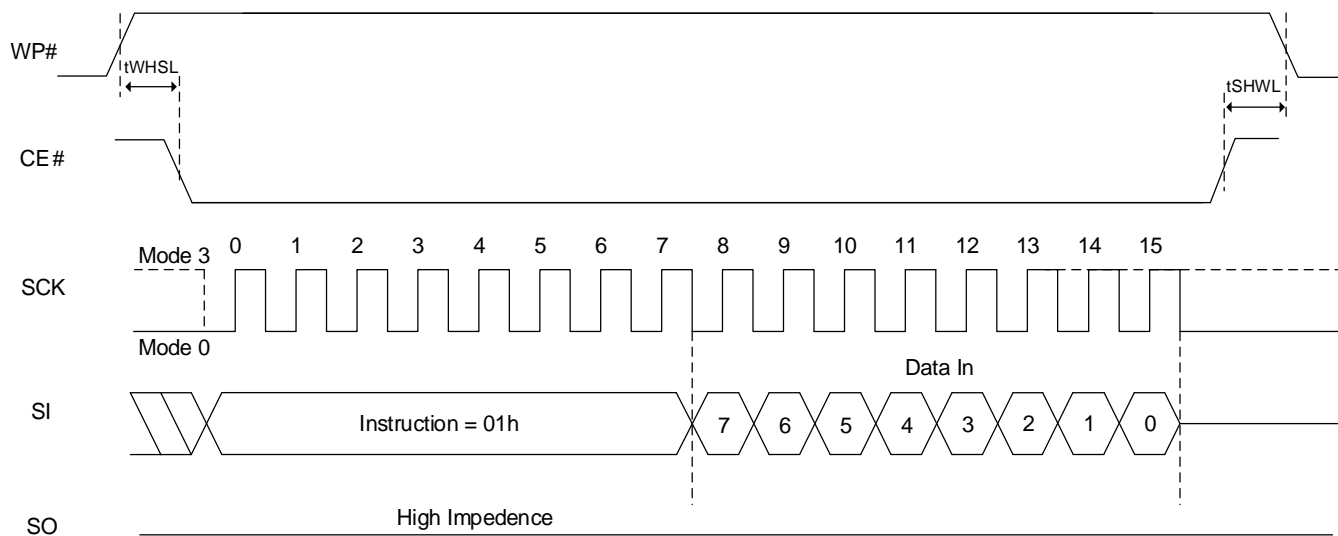 WP#
tWHSL
tSHWL
CE#
0 1 2 3 4 5 6 7 8 9 10 11 12 13 14 15
Mode 3
SCK
Mode 0
Data In
SI
Instruction = 01h
7 6 5 4 3 2 1 0
High Impedence
SO